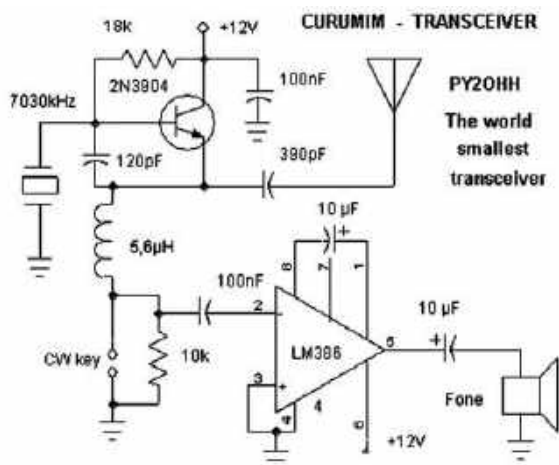 18k
+12V
CURUMIM - TRANSCEIVER
2N3904
100nF
PY2OHH
7030kHz
The world
smallest
transceiver
120pF
390pF
10 µF
5,6µH
8
7
1
100nF
2
10 µF
+
-
+
CW key
10k
LM386
5
3
+
4
4
6
Fone
+12V